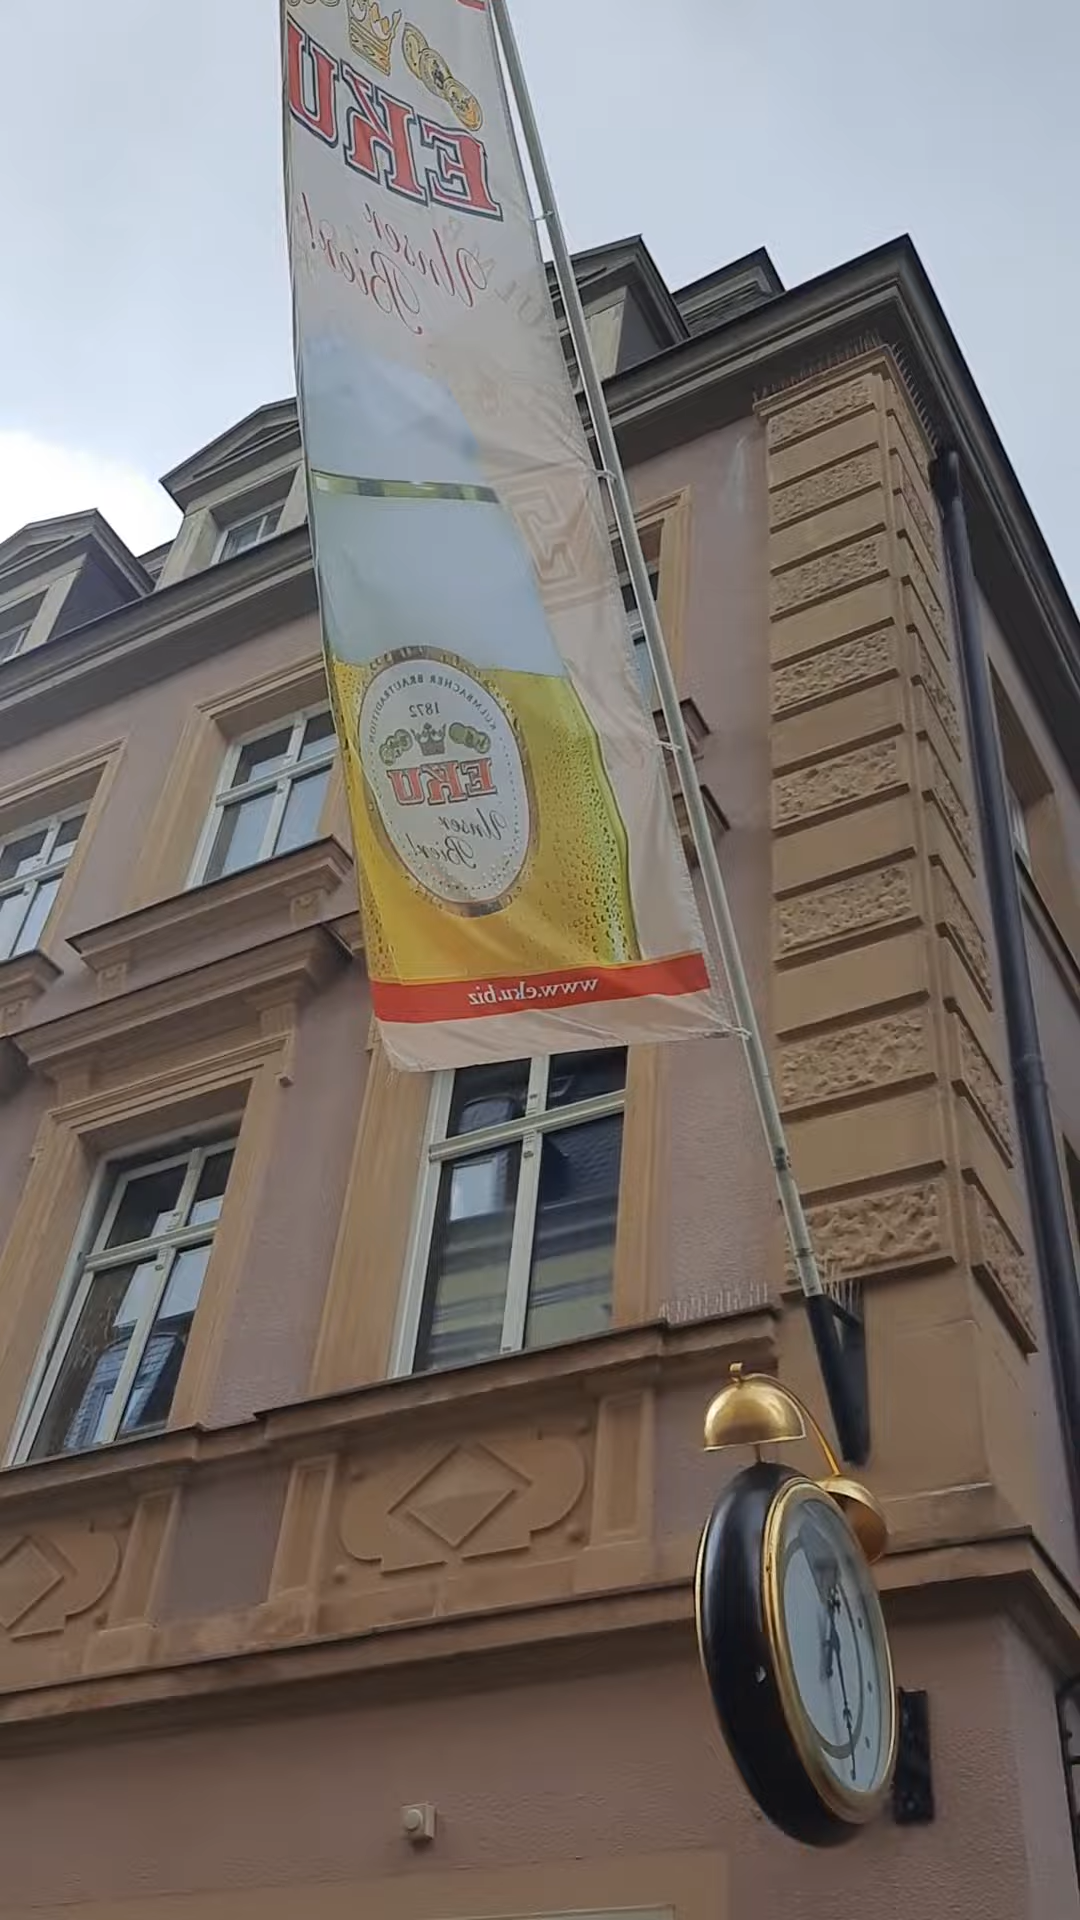 EKU
Unser
Bier!
KULMBACHER BRAUTRADITION
1872
EKU
Unser
Bier!
www.eku.biz